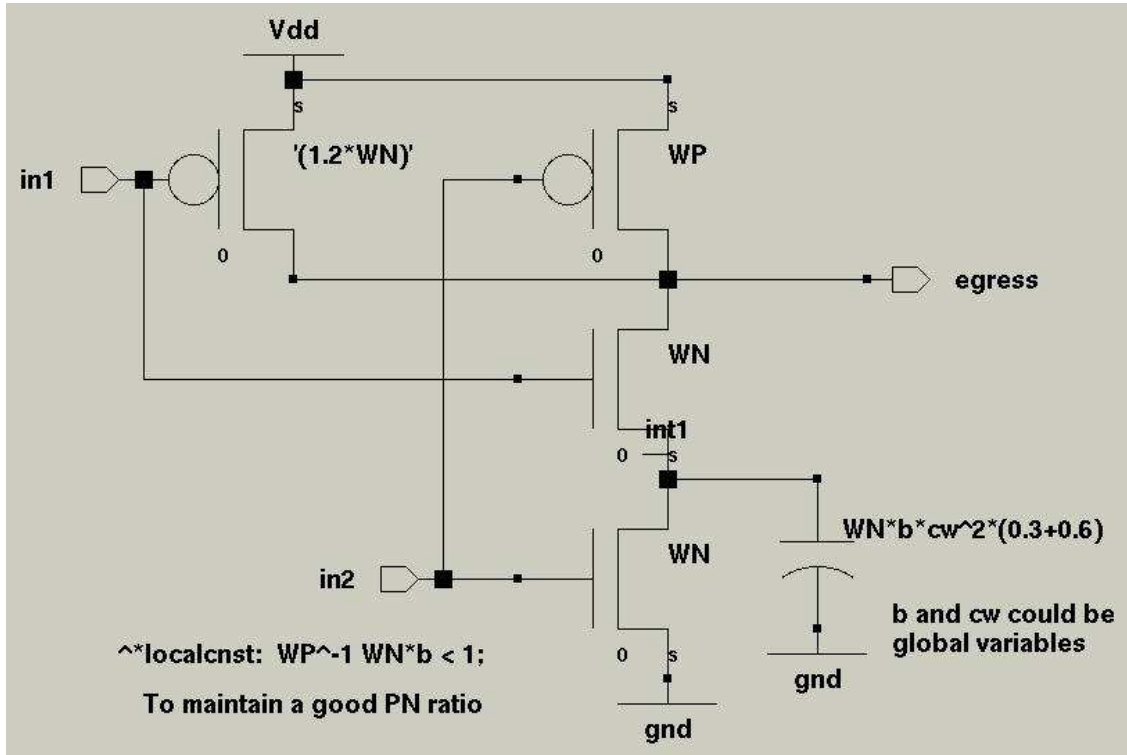 Vdd
s
s
'(1.2*WN)'
WP
in1
0
0
egress
WN
int1
0
s
WN*b*cw^2*(0.3+0.6)
WN
in2
b and cw could be
global variables
^*localcnst: WP^-1 WN*b < 1;
0
s
gnd
To maintain a good PN ratio
gnd